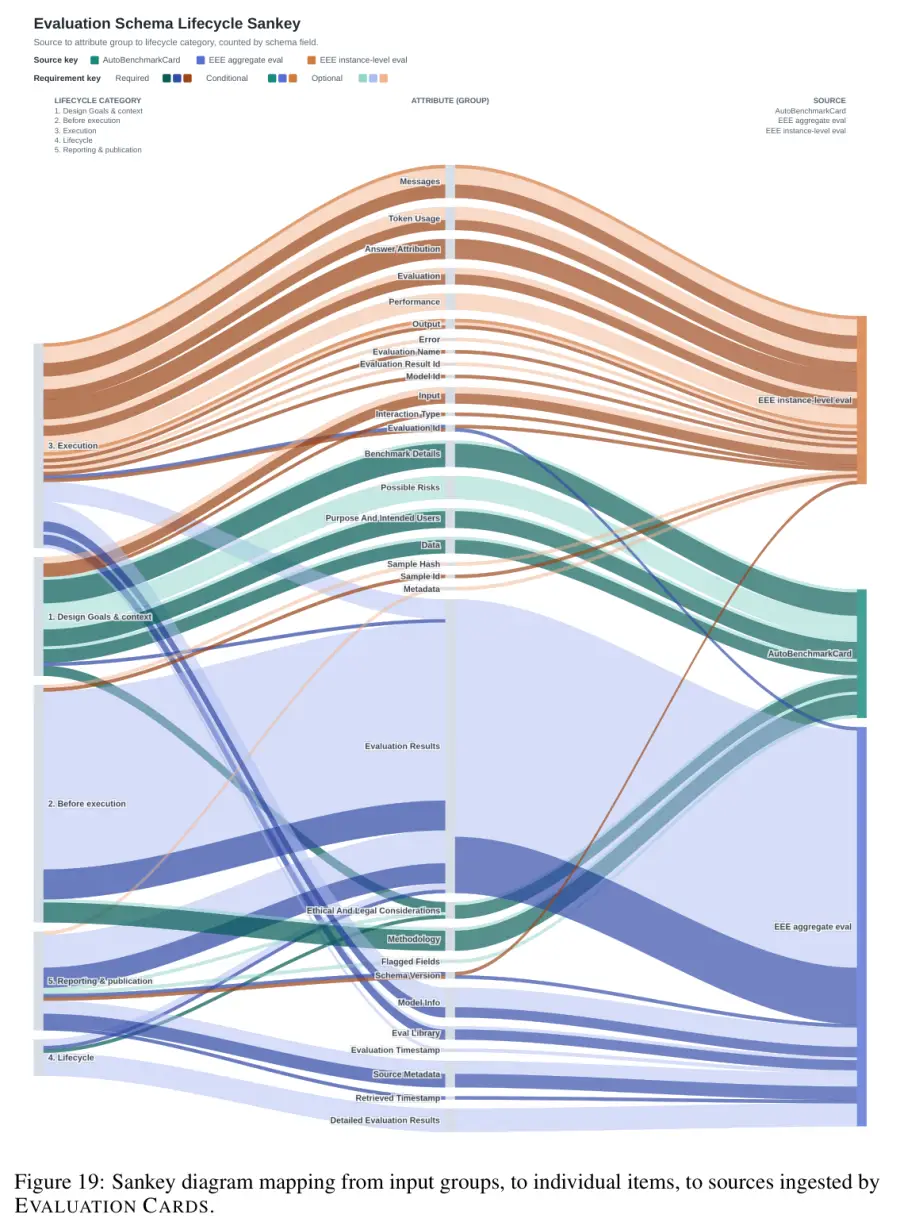 Evaluation Schema Lifecycle Sankey
Source to attribute group to lifecycle category, counted by schema field.
Source key AutoBenchmarkCard EEE aggregate eval EEE instance-level eval
Requirement key Required Conditional Optional
LIFECYCLE CATEGORY
1. Design Goals & context
2. Before execution
3. Execution
4. Lifecycle
5. Reporting & publication
ATTRIBUTE (GROUP)
SOURCE
AutoBenchmarkCard
EEE aggregate eval
EEE instance-level eval
Messages
Token Usage
Answer Attribution
Evaluation
Performance
Output
Error
Evaluation Name
Evaluation Result Id
Model Id
Input
Interaction Type
Evaluation Id
Benchmark Details
Possible Risks
Purpose And Intended Users
Data
Sample Hash
Sample Id
Metadata
Evaluation Results
Ethical And Legal Considerations
Methodology
Flagged Fields
Schema Version
Model Info
Eval Library
Evaluation Timestamp
Source Metadata
Retrieved Timestamp
Detailed Evaluation Results
3. Execution
1. Design Goals & context
2. Before execution
5. Reporting & publication
4. Lifecycle
EEE instance-level eval
AutoBenchmarkCard
EEE aggregate eval
Figure 19: Sankey diagram mapping from input groups, to individual items, to sources ingested by
EVALUATION CARDS.